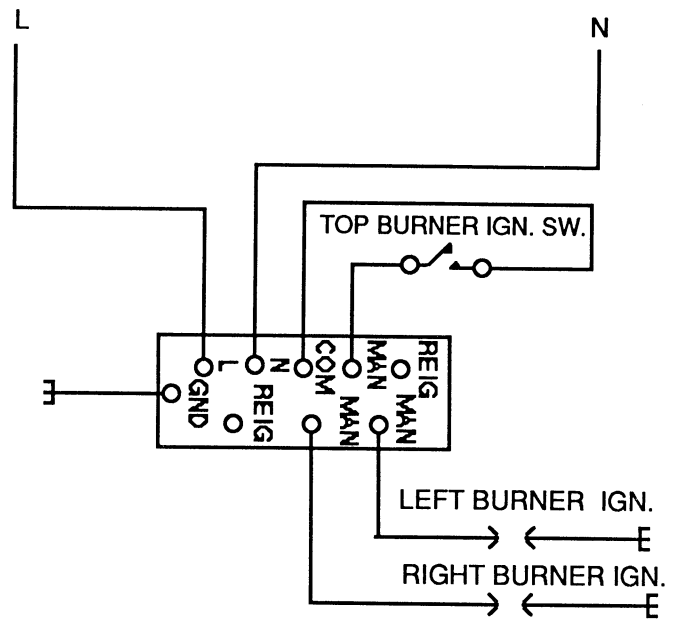 L
N
TOP BURNER IGN. SW.
L
N
COM
MAN
REIG
GND
REIG
MAN
MAN
LEFT BURNER IGN.
RIGHT BURNER IGN.